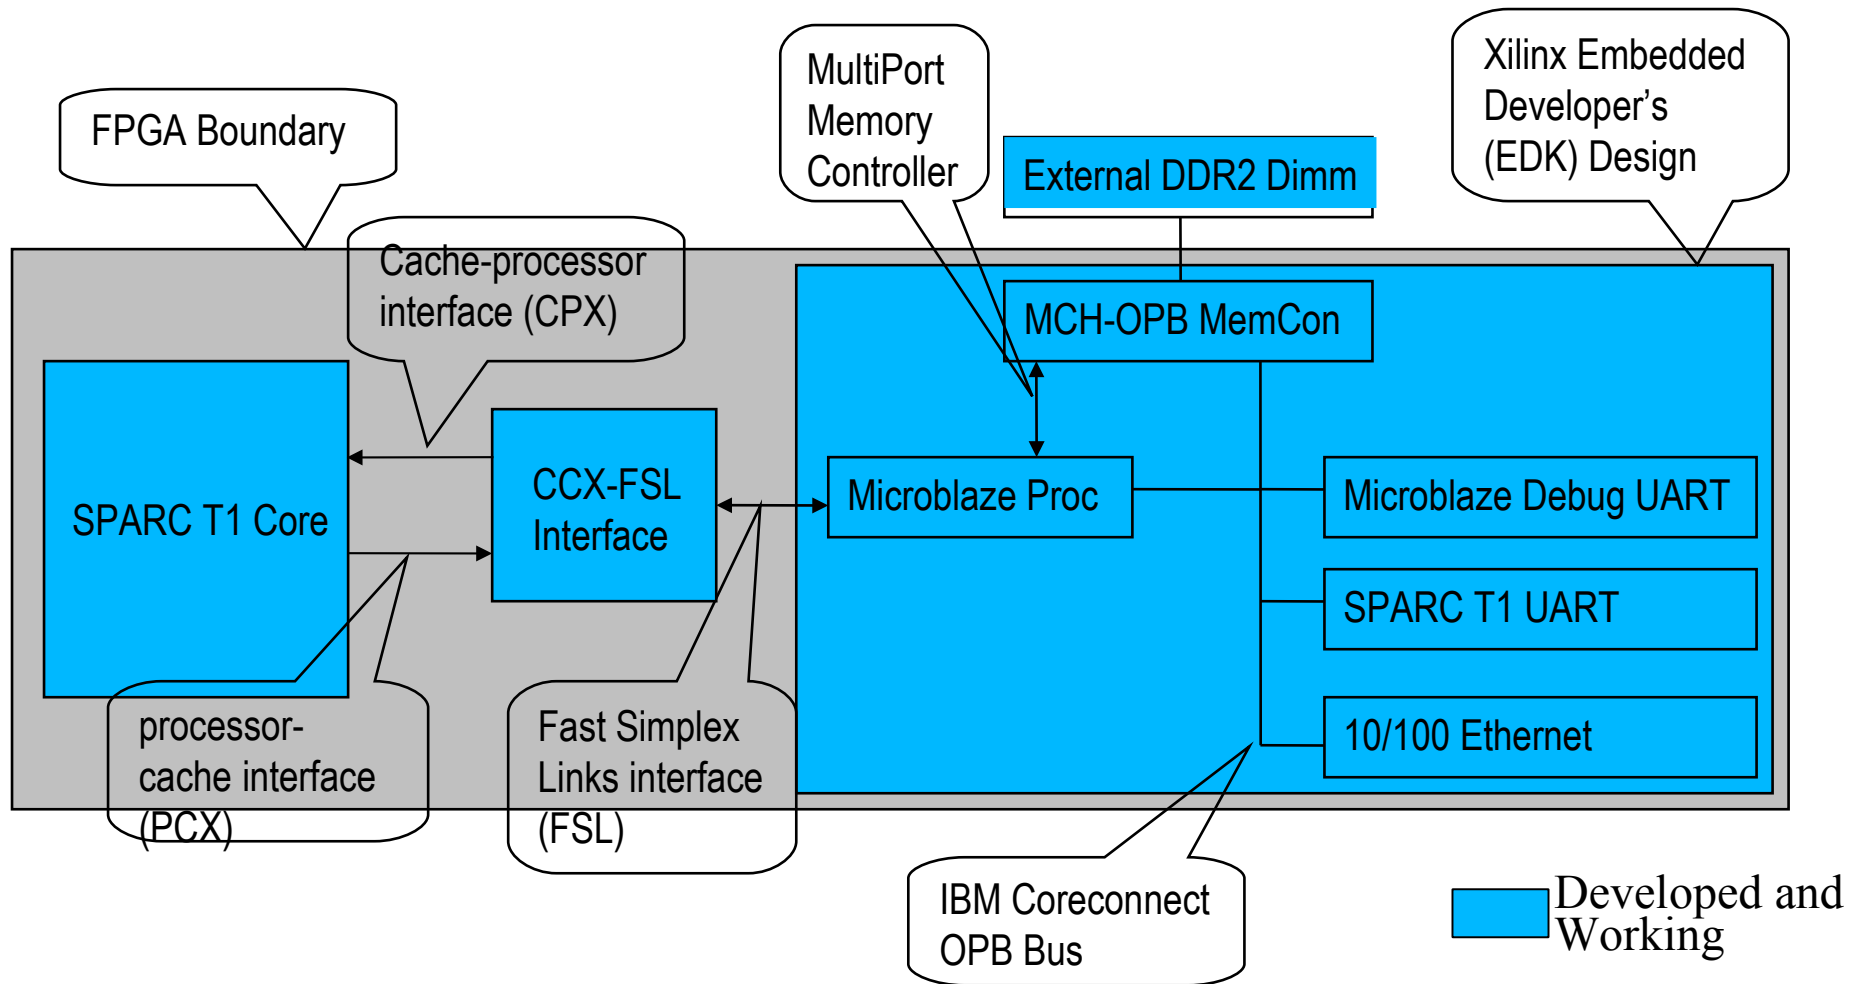 FPGA Boundary
MultiPort
Memory
Controller
External DDR2 Dimm
Xilinx Embedded
Developer’s
(EDK) Design
Cache-processor
interface (CPX)
MCH-OPB MemCon
SPARC T1 Core
CCX-FSL
Interface
Microblaze Proc
Microblaze Debug UART
SPARC T1 UART
10/100 Ethernet
processor-
cache interface
(PCX)
Fast Simplex
Links interface
(FSL)
IBM Coreconnect
OPB Bus
Developed and
Working